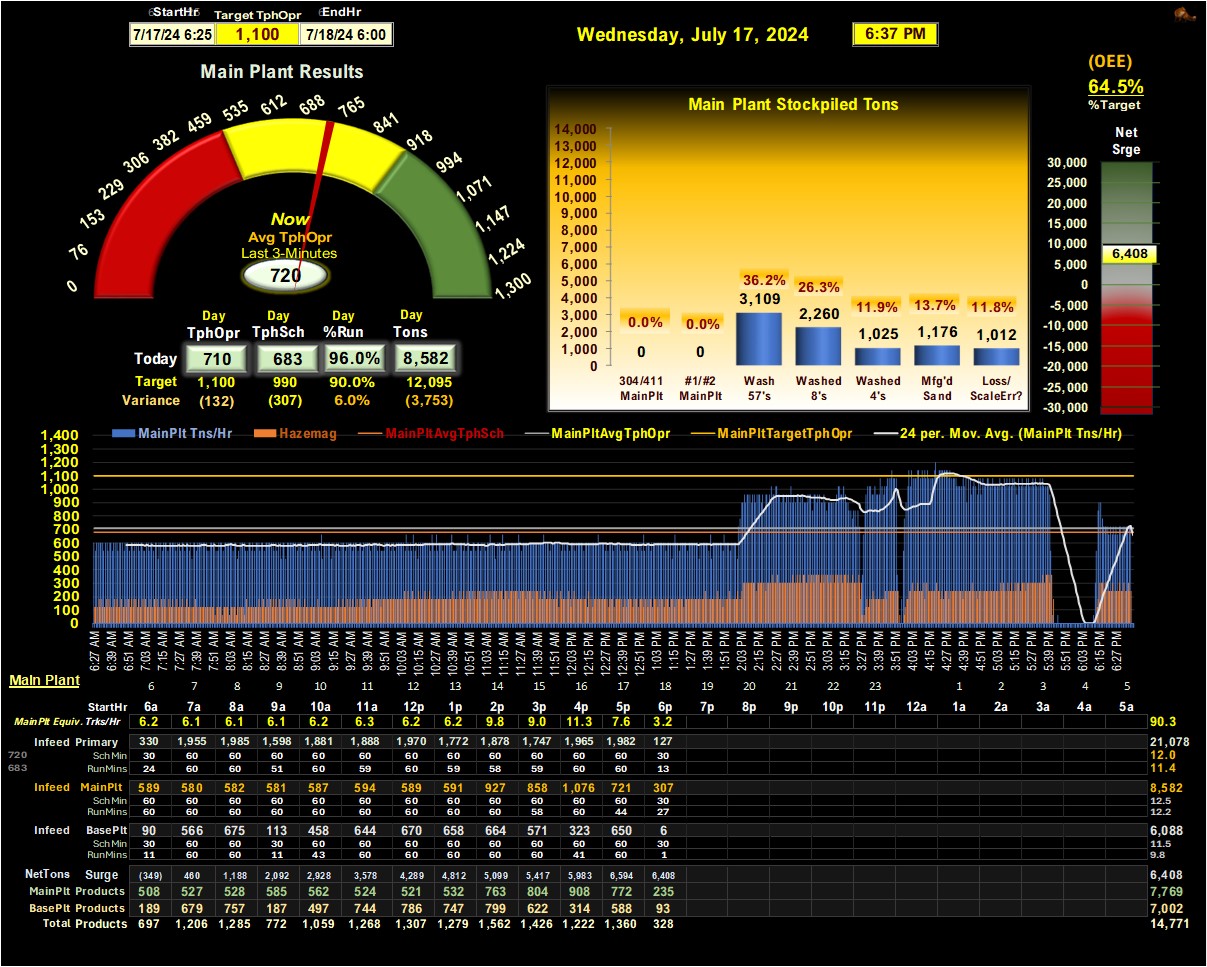 StartHr Target TphOpr EndHr
7/17/24 6:25 1,100 7/18/24 6:00
Wednesday, July 17, 2024 6:37 PM
(OEE)
64.5%
%Target
Main Plant Results
0 76 153 229 306 382 459 535 612 688 765 841 918 994 1,071 1,147 1,224 1,300
Now
Avg TphOpr
Last 3-Minutes
720
Day Day Day Day
TphOpr TphSch %Run Tons
Today 710 683 96.0% 8,582
Target 1,100 990 90.0% 12,095
Variance (132) (307) 6.0% (3,753)
Main Plant Stockpiled Tons
14,000
13,000
12,000
11,000
10,000
9,000
8,000
7,000
6,000
5,000
4,000
3,000
2,000
1,000
0
0.0% 0.0% 36.2% 26.3% 11.9% 13.7% 11.8%
0 0 3,109 2,260 1,025 1,176 1,012
304/411 #1/#2 Wash Washed Washed Mfg'd Loss/
MainPlt MainPlt 57's 8's 4's Sand ScaleErr?
Net
Srge
30,000
25,000
20,000
15,000
10,000
6,408
5,000
0
-5,000
-10,000
-15,000
-20,000
-25,000
-30,000
MainPlt Tns/Hr Hazemag MainPltAvgTphSch MainPltAvgTphOpr MainPltTargetTphOpr 24 per. Mov. Avg. (MainPlt Tns/Hr)
1,400
1,300
1,200
1,100
1,000
900
800
700
600
500
400
300
200
100
0
6:27 AM 6:39 AM 6:51 AM 7:03 AM 7:15 AM 7:27 AM 7:39 AM 7:51 AM 8:03 AM 8:15 AM 8:27 AM 8:39 AM 8:51 AM 9:03 AM 9:15 AM 9:27 AM 9:39 AM 9:51 AM 10:03 AM 10:15 AM 10:27 AM 10:39 AM 10:51 AM 11:03 AM 11:15 AM 11:27 AM 11:39 AM 11:51 AM 12:03 PM 12:15 PM 12:27 PM 12:39 PM 12:51 PM 1:03 PM 1:15 PM 1:27 PM 1:39 PM 1:51 PM 2:03 PM 2:15 PM 2:27 PM 2:39 PM 2:51 PM 3:03 PM 3:15 PM 3:27 PM 3:39 PM 3:51 PM 4:03 PM 4:15 PM 4:27 PM 4:39 PM 4:51 PM 5:03 PM 5:15 PM 5:27 PM 5:39 PM 5:51 PM 6:03 PM 6:15 PM 6:27 PM
Main Plant 6 7 8 9 10 11 12 13 14 15 16 17 18 19 20 21 22 23 1 2 3 4 5
StartHr 6a 7a 8a 9a 10a 11a 12p 1p 2p 3p 4p 5p 6p 7p 8p 9p 10p 11p 12a 1a 2a 3a 4a 5a
MainPlt Equiv. Trks/Hr 6.2 6.1 6.1 6.1 6.2 6.3 6.2 6.2 9.8 9.0 11.3 7.6 3.2 90.3
Infeed Primary 330 1,955 1,985 1,598 1,881 1,888 1,970 1,772 1,878 1,747 1,965 1,982 127 21,078
720 SchMin 30 60 60 60 60 60 60 60 60 60 60 60 30 12.0
683 RunMins 24 60 60 51 60 59 60 59 58 59 60 60 13 11.4
Infeed MainPlt 589 580 582 581 587 594 589 591 927 858 1,076 721 307 8,582
SchMin 60 60 60 60 60 60 60 60 60 60 60 60 30 12.5
RunMins 60 60 60 60 60 60 60 60 60 58 60 44 27 12.2
Infeed BasePlt 90 566 675 113 458 644 670 658 664 571 323 650 6 6,088
SchMin 30 60 60 30 60 60 60 60 60 60 60 60 30 11.5
RunMins 11 60 60 11 43 60 60 60 60 60 41 60 1 9.8
NetTons Surge (349) 460 1,188 2,092 2,928 3,578 4,289 4,812 5,099 5,417 5,983 6,594 6,408 6,408
MainPlt Products 508 527 528 585 562 524 521 532 763 804 908 772 235 7,769
BasePlt Products 189 679 757 187 497 744 786 747 799 622 314 588 93 7,002
Total Products 697 1,206 1,285 772 1,059 1,268 1,307 1,279 1,562 1,426 1,222 1,360 328 14,771